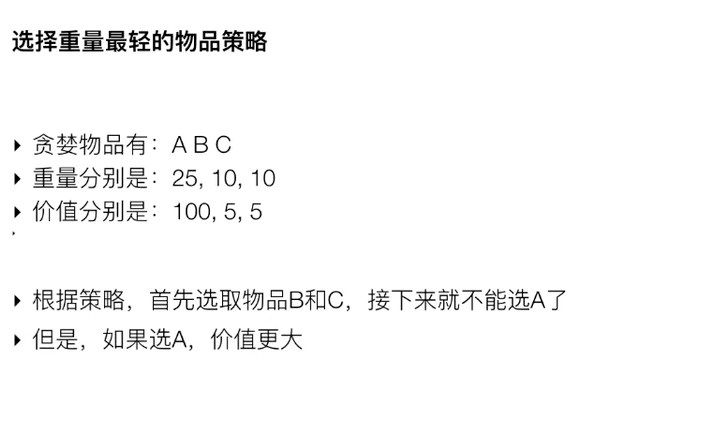 选择重量最轻的物品策略
贪婪物品有：A B C
重量分别是：25, 10, 10
价值分别是：100, 5, 5
根据策略，首先选取物品B和C，接下来就不能选A了
但是，如果选A，价值更大